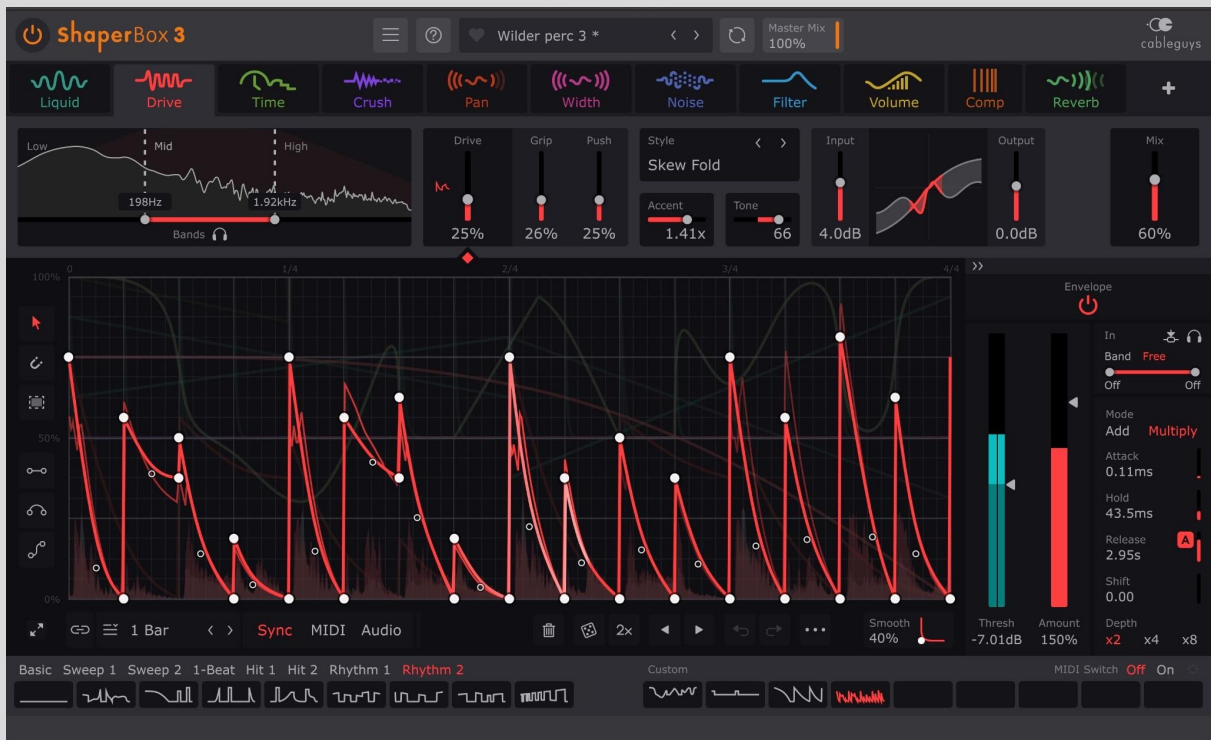 ShaperBox 3
Wilder perc 3 *
Master Mix
100%
cableguys
Liquid
Drive
Time
Crush
Pan
Width
Noise
Filter
Volume
Comp
Reverb
Low
Mid
High
198Hz
1.92kHz
Bands
Drive
25%
Grip
26%
Push
25%
Style
Skew Fold
Accent
1.41x
Tone
66
Input
4.0dB
Output
0.0dB
Mix
60%
0
1/4
2/4
3/4
4/4
100%
50%
0%
Envelope
In
Band Free
Off Off
Mode
Add Multiply
Attack
0.11ms
Hold
43.5ms
Release
A
2.95s
Shift
0.00
Thresh
-7.01dB
Amount
150%
Depth
x2 x4 x8
1 Bar
Sync MIDI Audio
2x
Smooth
40%
Basic Sweep 1 Sweep 2 1-Beat Hit 1 Hit 2 Rhythm 1 Rhythm 2
Custom
MIDI Switch Off On